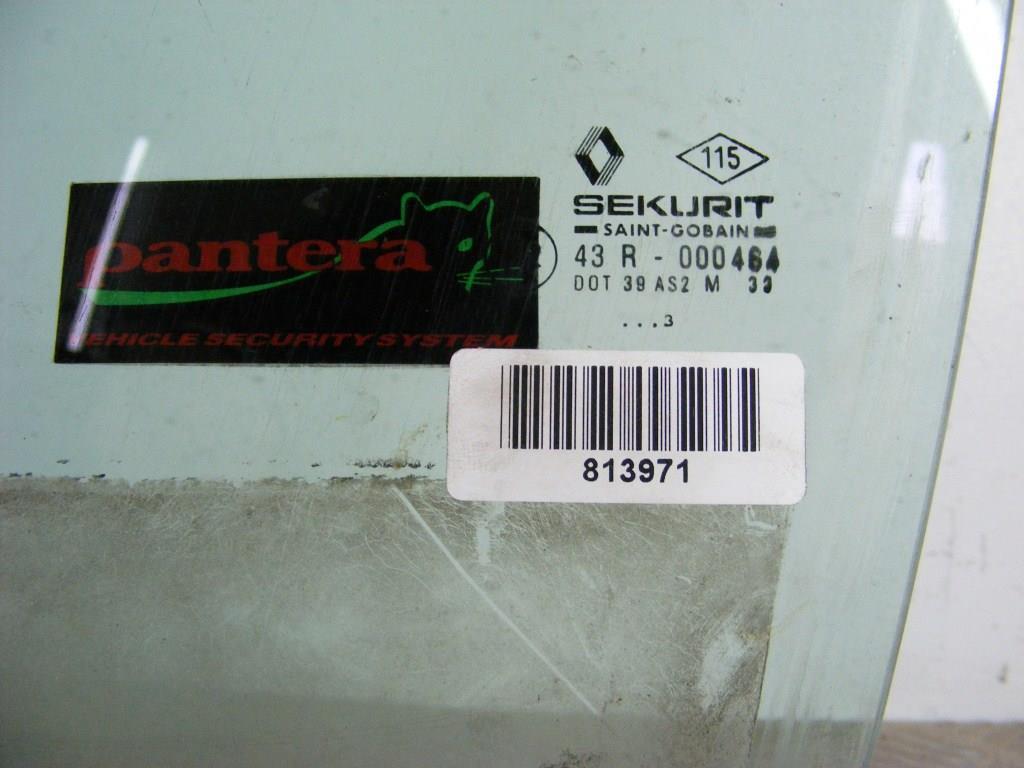 pantera
VEHICLE SECURITY SYSTEM
115
SEKURIT
SAINT-GOBAIN
43 R - 000464
DOT 39 AS2 M 33
...3
813971